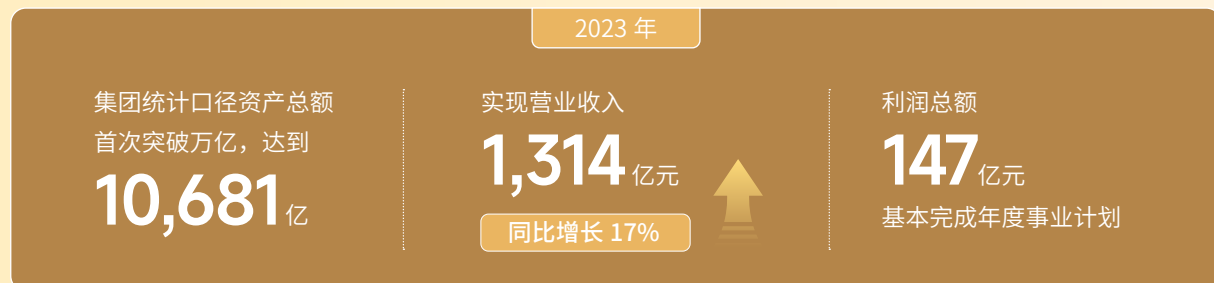 2023 年
集团统计口径资产总额
首次突破万亿，达到
10,681亿
实现营业收入
1,314亿元
同比增长 17%
利润总额
147亿元
基本完成年度事业计划